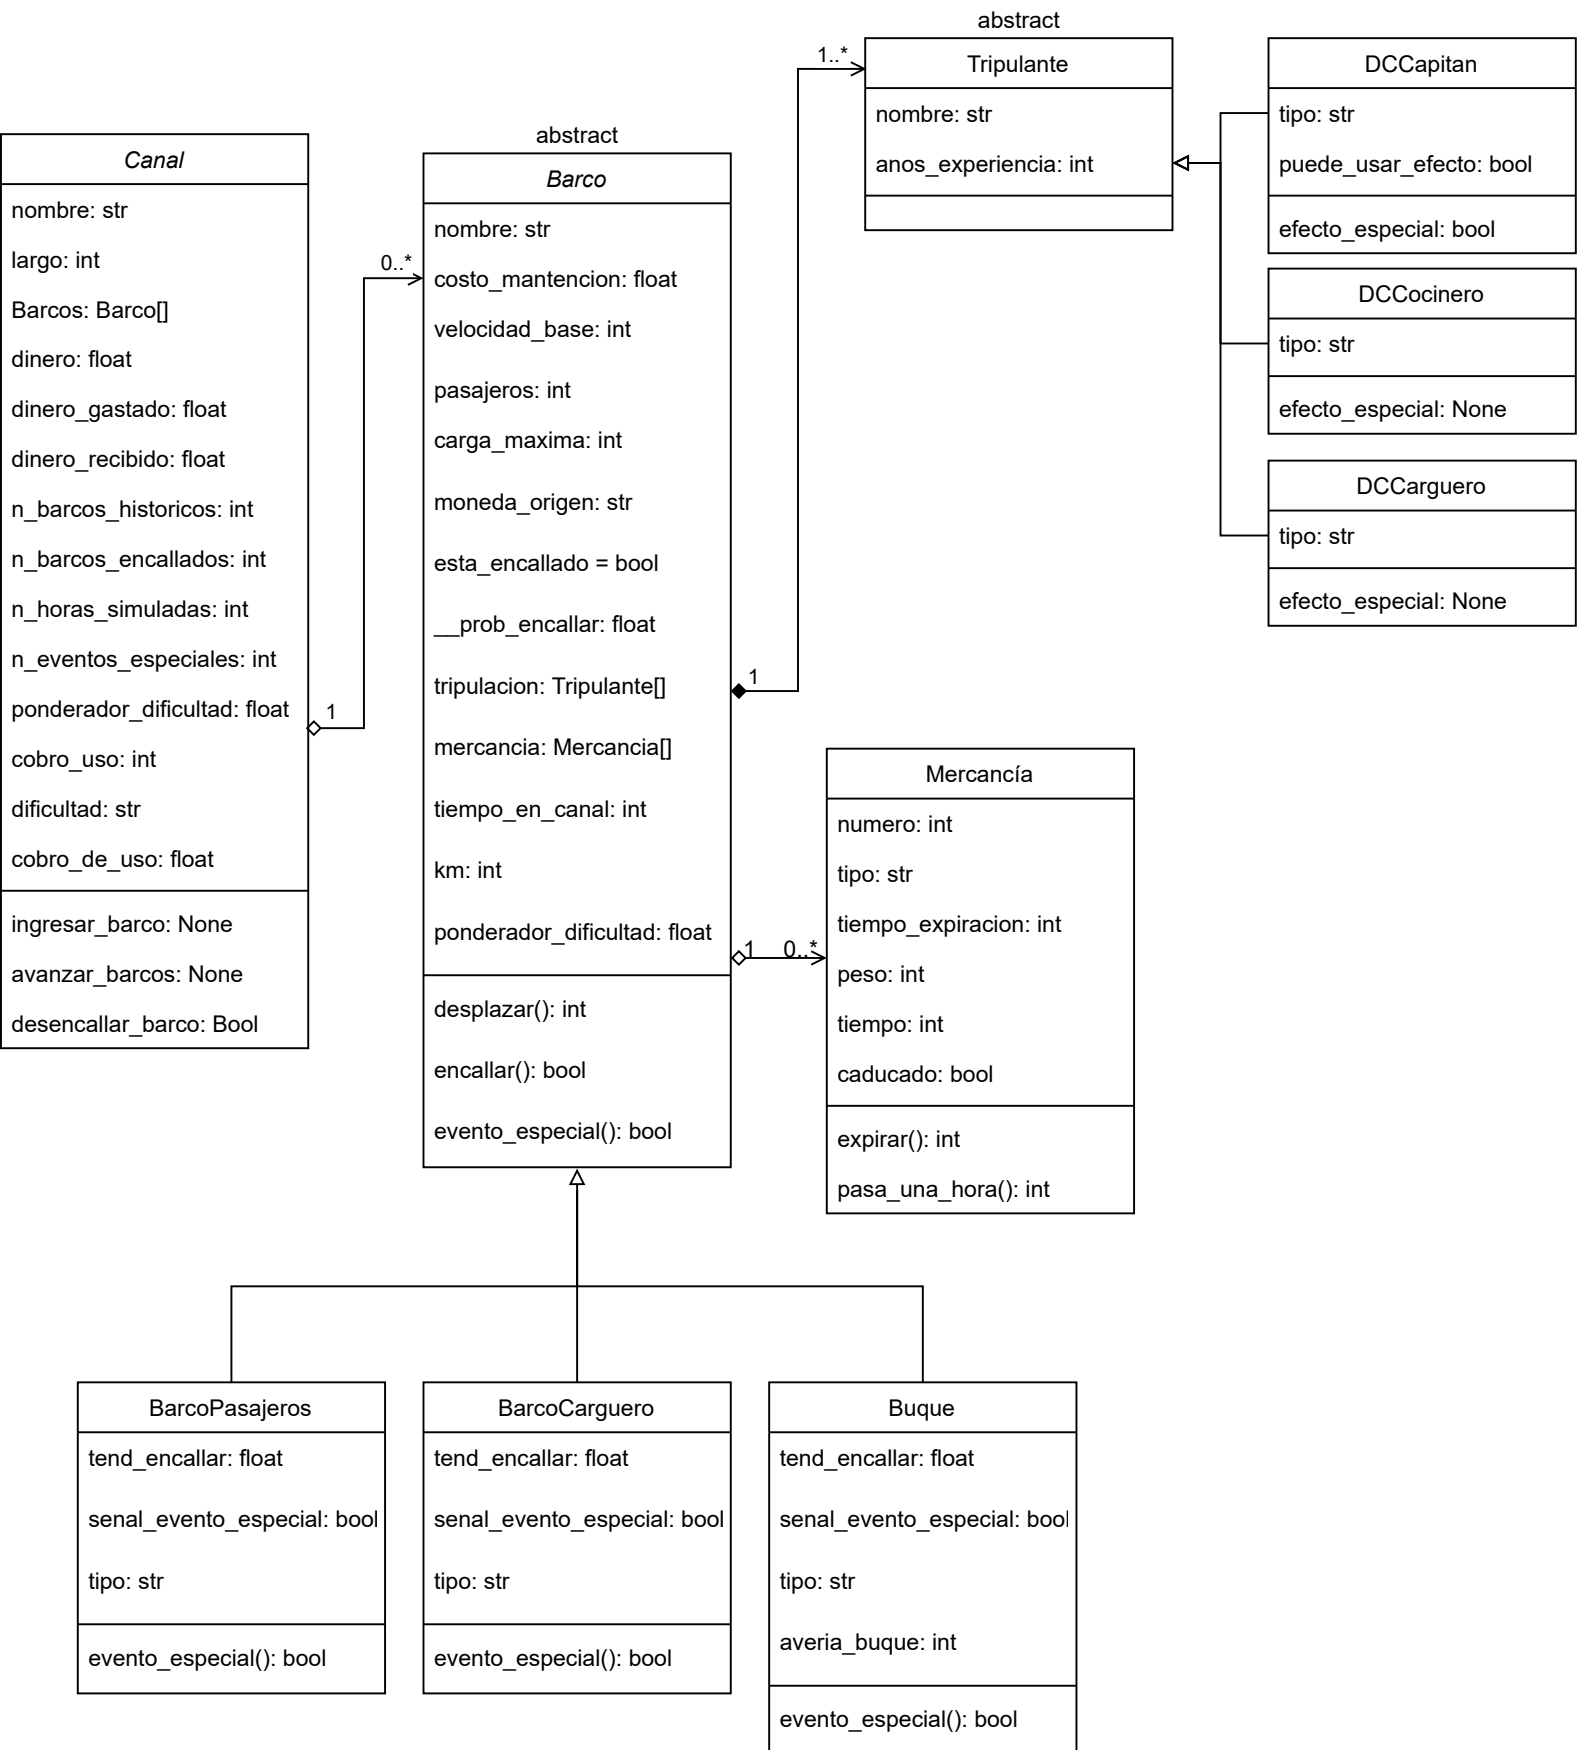 Canal
nombre: str
largo: int
Barcos: Barco[]
dinero: float
dinero_gastado: float
dinero_recibido: float
n_barcos_historicos: int
n_barcos_encallados: int
n_horas_simuladas: int
n_eventos_especiales: int
ponderador_dificultad: float
cobro_uso: int
dificultad: str
cobro_de_uso: float
ingresar_barco: None
avanzar_barcos: None
desencallar_barco: Bool
1
0..*
abstract
Barco
nombre: str
costo_mantencion: float
velocidad_base: int
pasajeros: int
carga_maxima: int
moneda_origen: str
esta_encallado = bool
__prob_encallar: float
tripulacion: Tripulante[]
mercancia: Mercancia[]
tiempo_en_canal: int
km: int
ponderador_dificultad: float
desplazar(): int
encallar(): bool
evento_especial(): bool
1
1..*
1
0..*
abstract
Tripulante
nombre: str
anos_experiencia: int
DCCapitan
tipo: str
puede_usar_efecto: bool
efecto_especial: bool
DCCocinero
tipo: str
efecto_especial: None
DCCarguero
tipo: str
efecto_especial: None
Mercancía
numero: int
tipo: str
tiempo_expiracion: int
peso: int
tiempo: int
caducado: bool
expirar(): int
pasa_una_hora(): int
BarcoPasajeros
tend_encallar: float
senal_evento_especial: bool
tipo: str
evento_especial(): bool
BarcoCarguero
tend_encallar: float
senal_evento_especial: bool
tipo: str
evento_especial(): bool
Buque
tend_encallar: float
senal_evento_especial: bool
tipo: str
averia_buque: int
evento_especial(): bool